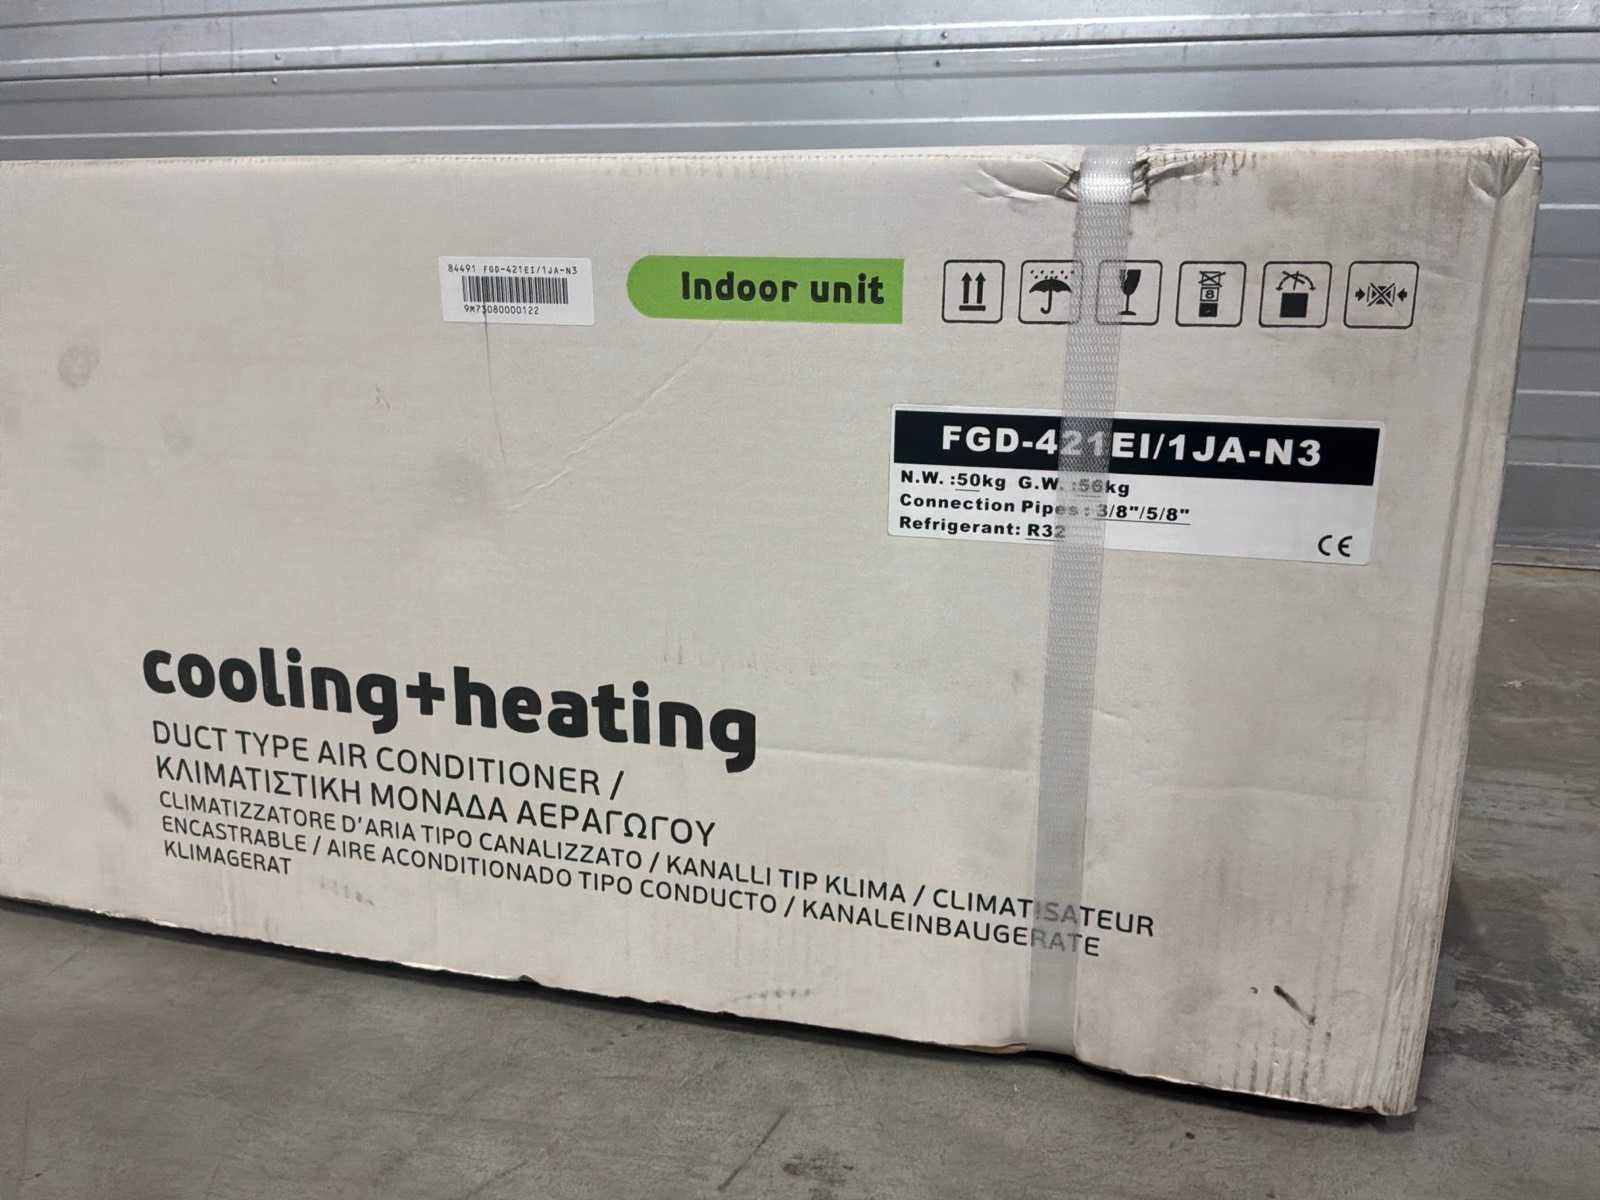 84491 FGD-421EI/1JA-N3
9M73080000122
Indoor unit
8
FGD-421EI/1JA-N3
N.W. :50kg G.W. :56kg
Connection Pipes : 3/8"/5/8"
Refrigerant: R32
CE
cooling+heating
DUCT TYPE AIR CONDITIONER /
ΚΛΙΜΑΤΙΣΤΙΚΗ ΜΟΝΑΔΑ ΑΕΡΑΓΩΓΟΥ
CLIMATIZZATORE D'ARIA TIPO CANALIZZATO / KANALLI TIP KLIMA / CLIMATISATEUR
ENCASTRABLE / AIRE ACONDITIONADO TIPO CONDUCTO / KANALEINBAUGERATE
KLIMAGERAT